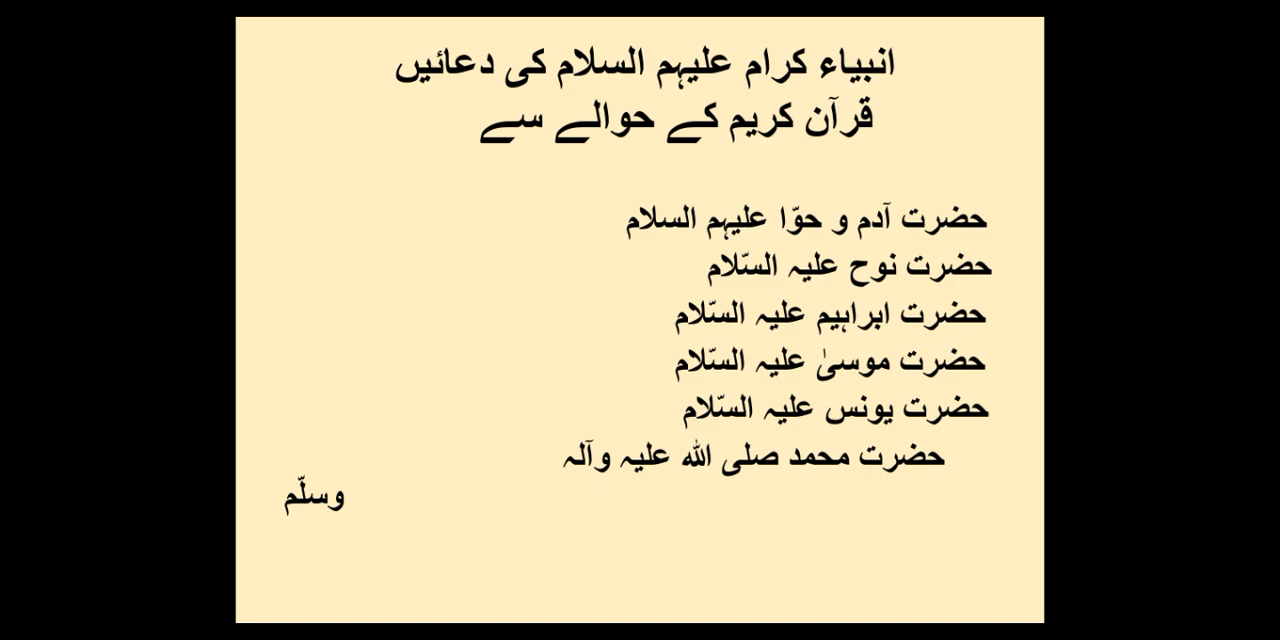 انبیاء کرام علیہم السلام کی دعائیں
قرآن کریم کے حوالے سے
حضرت آدم و حوّا علیہم السلام
حضرت نوح علیہ السّلام
حضرت ابراہیم علیہ السّلام
حضرت موسیٰ علیہ السّلام
حضرت یونس علیہ السّلام
حضرت محمد صلی اللہ علیہ وآلہ
وسلّم